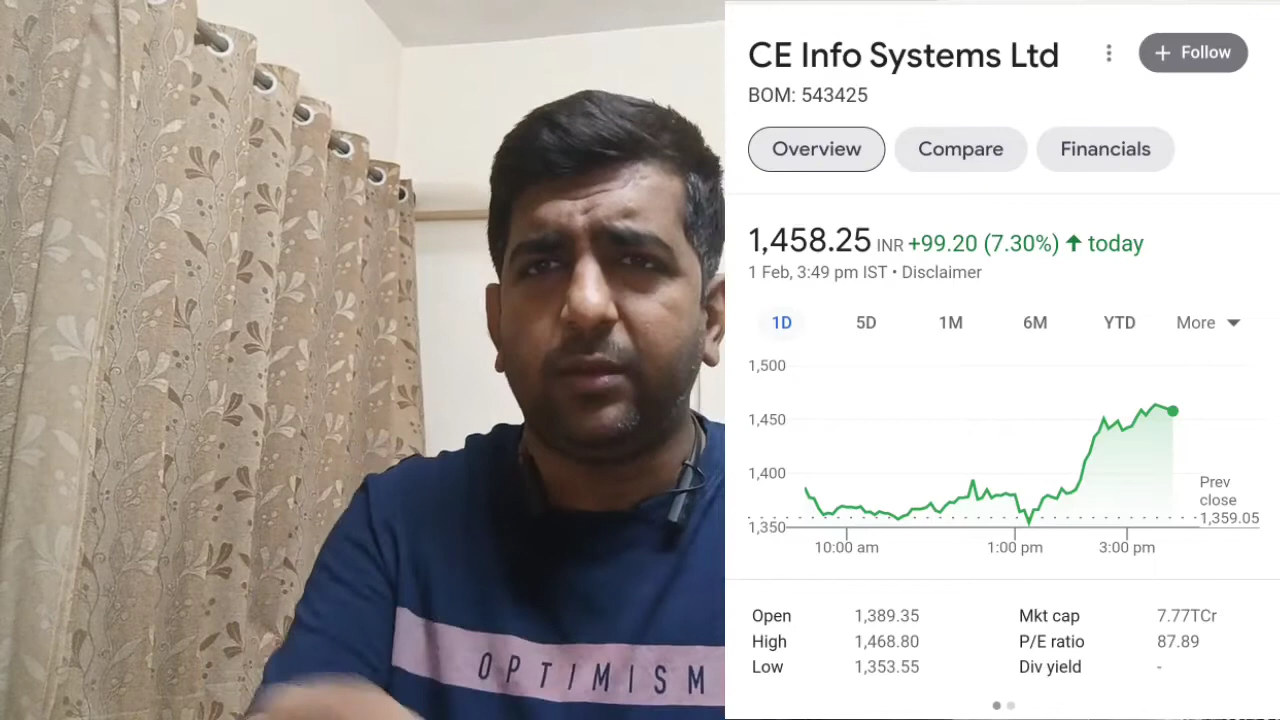 OPTIMISM
CE Info Systems Ltd
+ Follow
BOM: 543425
Overview Compare Financials
1,458.25 INR +99.20 (7.30%) ↑ today
1 Feb, 3:49 pm IST • Disclaimer
1D 5D 1M 6M YTD More
1,500
1,450
1,400
1,350
Prev
close
1,359.05
10:00 am 1:00 pm 3:00 pm
Open 1,389.35 Mkt cap 7.77TCr
High 1,468.80 P/E ratio 87.89
Low 1,353.55 Div yield -